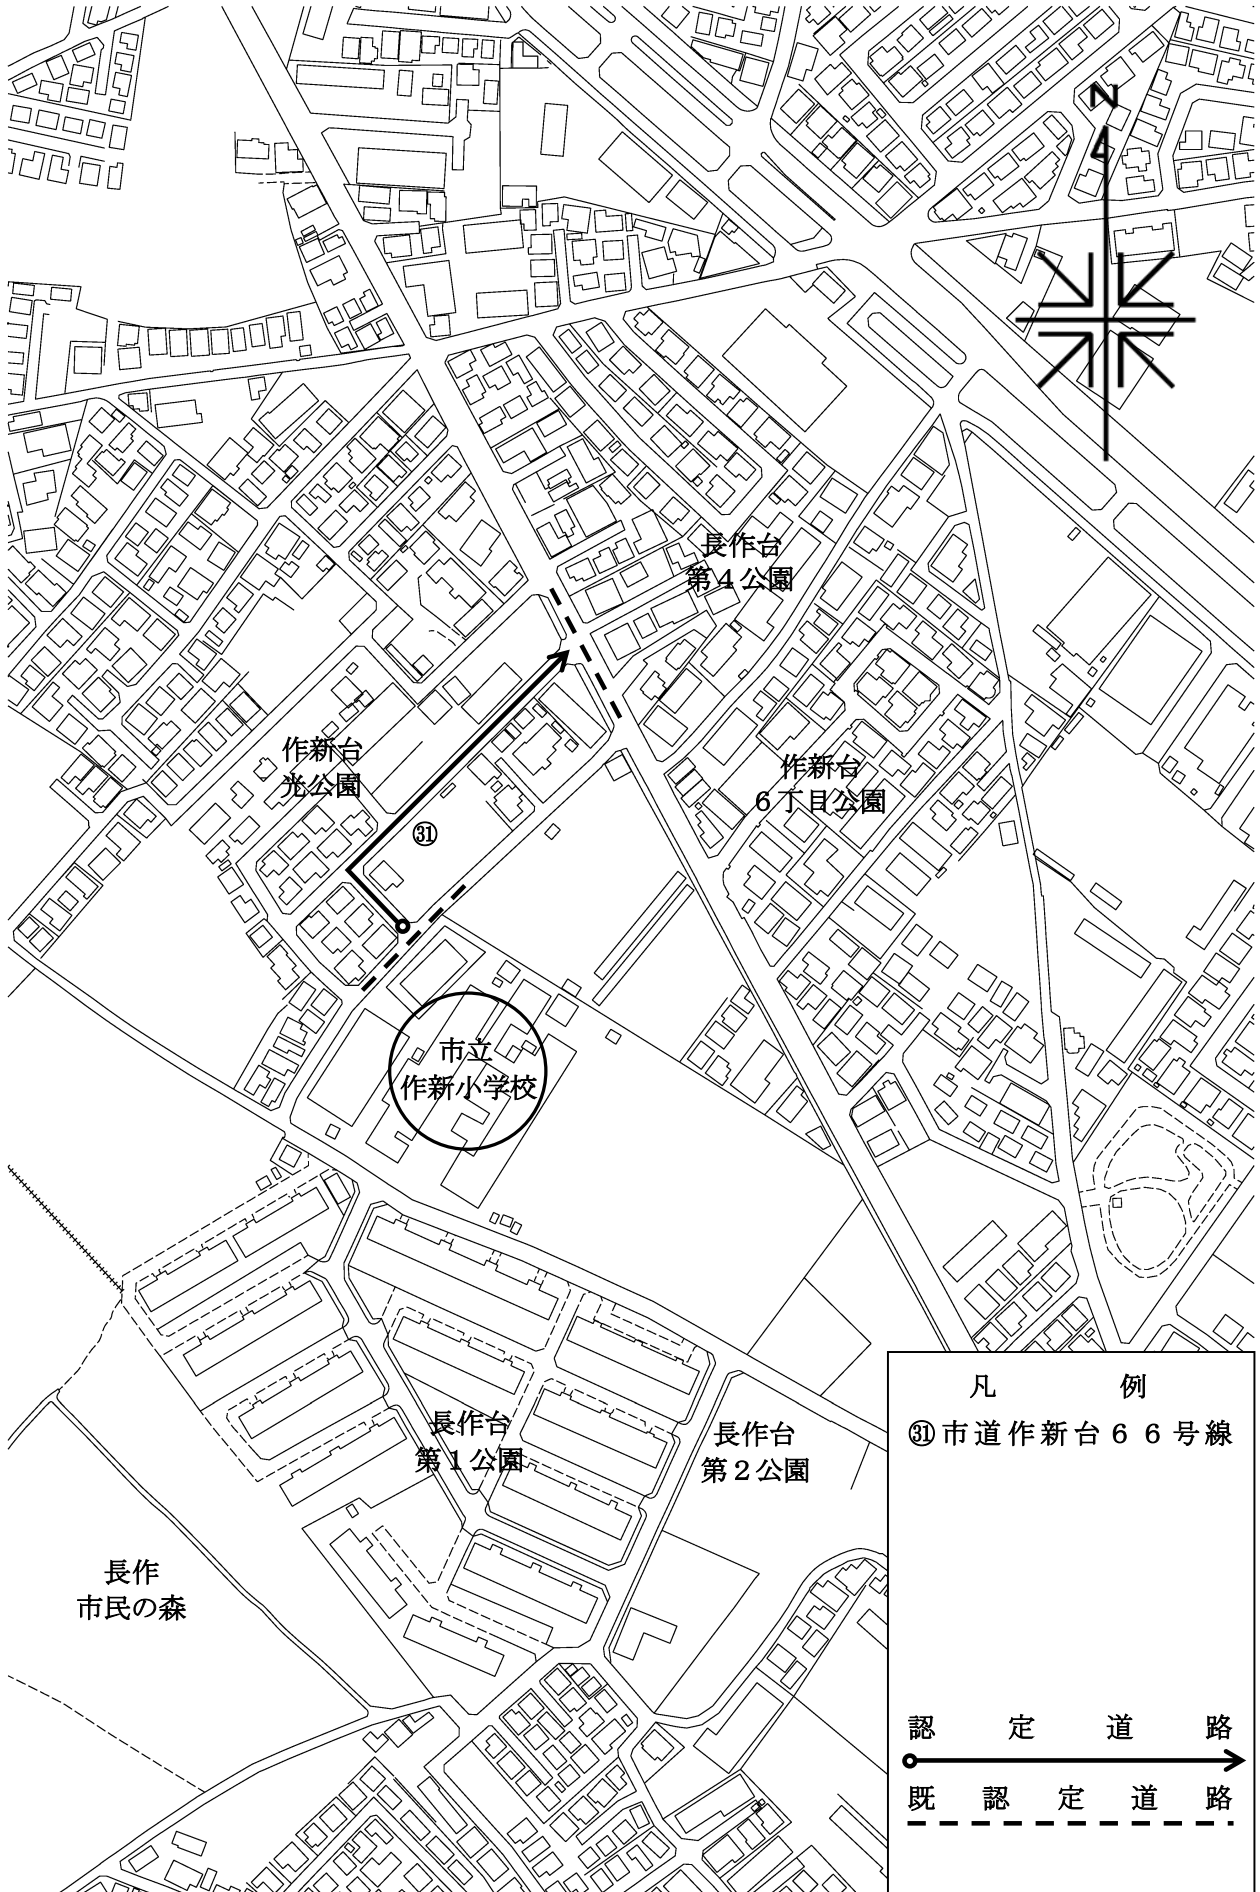 N
長作台
第４公園
作新台
光公園
作新台
６丁目公園
㉛
市立
作新小学校
長作台
第１公園
長作台
第２公園
長作
市民の森
凡　例
㉛市道作新台６６号線
認定道路
既認定道路